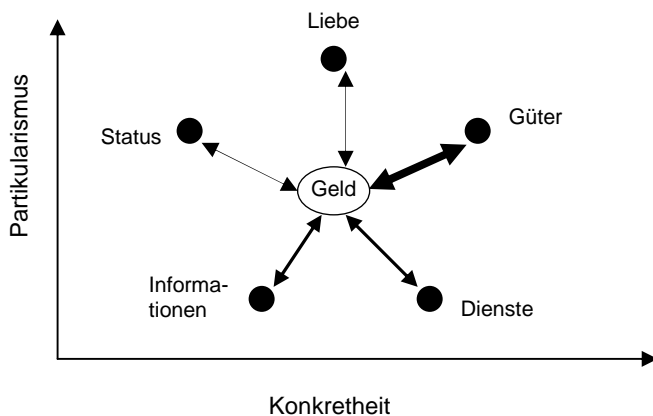 Liebe
Partikularismus
Status
Güter
Geld
Informa-
tionen
Dienste
Konkretheit